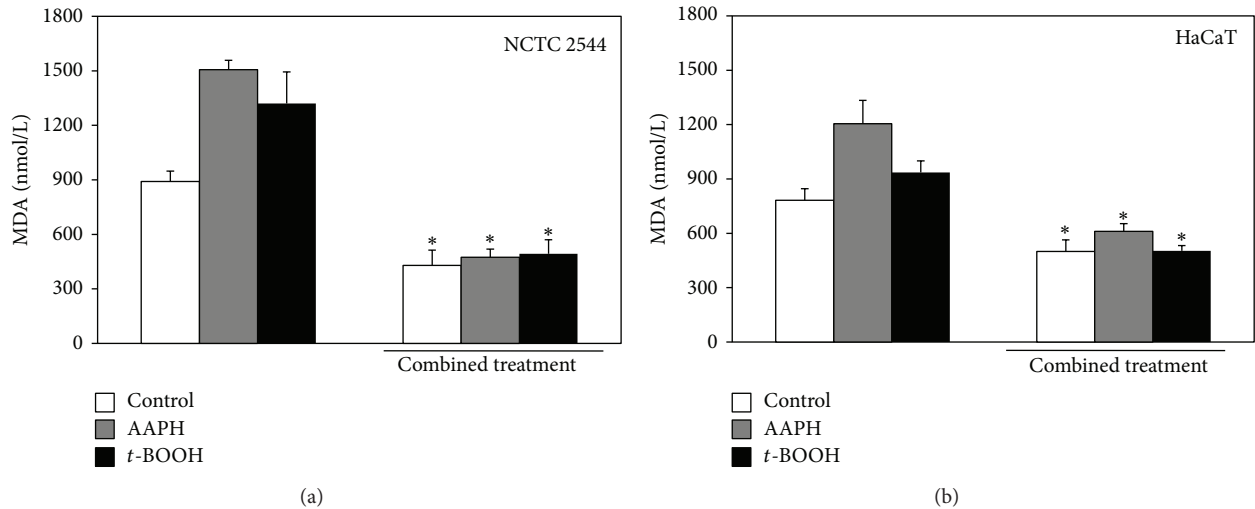 1800
1500
1200
900
600
300
0
MDA (nmol/L)
NCTC 2544
* * *
Combined treatment
Control
AAPH
t-BOOH
(a)
1800
1500
1200
900
600
300
0
MDA (nmol/L)
HaCaT
* * *
Combined treatment
Control
AAPH
t-BOOH
(b)